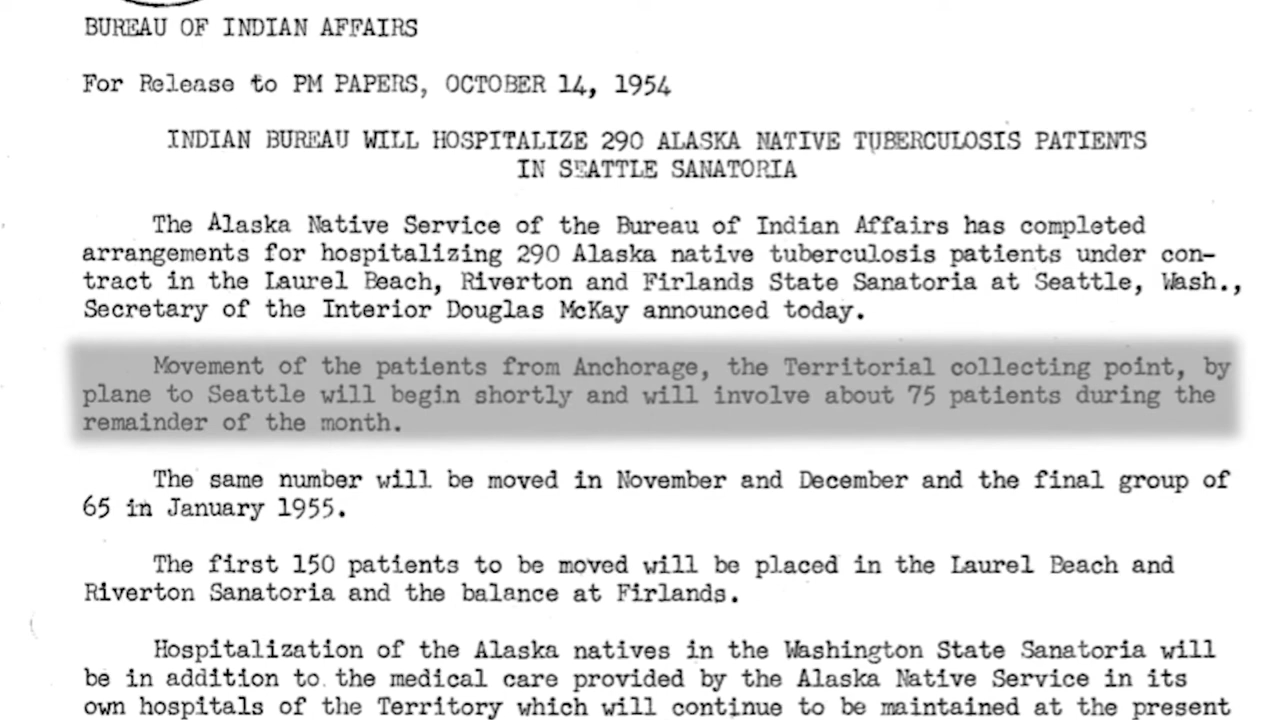 BUREAU OF INDIAN AFFAIRS
For Release to PM PAPERS, OCTOBER 14, 1954
INDIAN BUREAU WILL HOSPITALIZE 290 ALASKA NATIVE TUBERCULOSIS PATIENTS
IN SEATTLE SANATORIA
The Alaska Native Service of the Bureau of Indian Affairs has completed
arrangements for hospitalizing 290 Alaska native tuberculosis patients under con-
tract in the Laurel Beach, Riverton and Firlands State Sanatoria at Seattle, Wash.,
Secretary of the Interior Douglas McKay announced today.
Movement of the patients from Anchorage, the Territorial collecting point, by
plane to Seattle will begin shortly and will involve about 75 patients during the
remainder of the month.
The same number will be moved in November and December and the final group of
65 in January 1955.
The first 150 patients to be moved will be placed in the Laurel Beach and
Riverton Sanatoria and the balance at Firlands.
Hospitalization of the Alaska natives in the Washington State Sanatoria will
be in addition to the medical care provided by the Alaska Native Service in its
own hospitals of the Territory which will continue to be maintained at the present